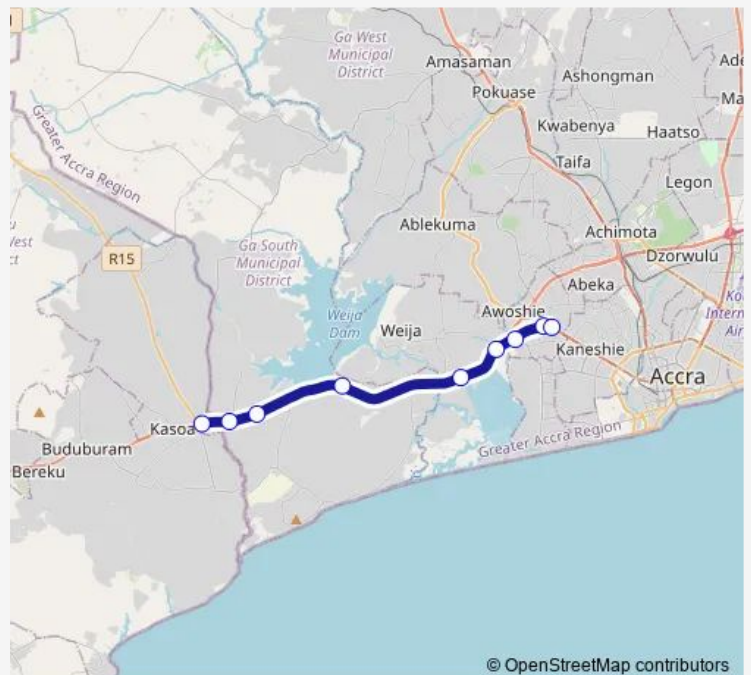 Ga West
Municipal
District
Amasaman
Ashongman
Pokuase
Kwabenya
Haatso
Taifa
Legon
Greater Accra Region
Ablekuma
Achimota
Dzorwulu
R15
Ga South
Municipal
District
Abeka
Weija
Dam
Weija
Awoshie
Kaneshie
Accra
Kasoa
Buduburam
Bereku
Greater Accra Region
© OpenStreetMap contributors